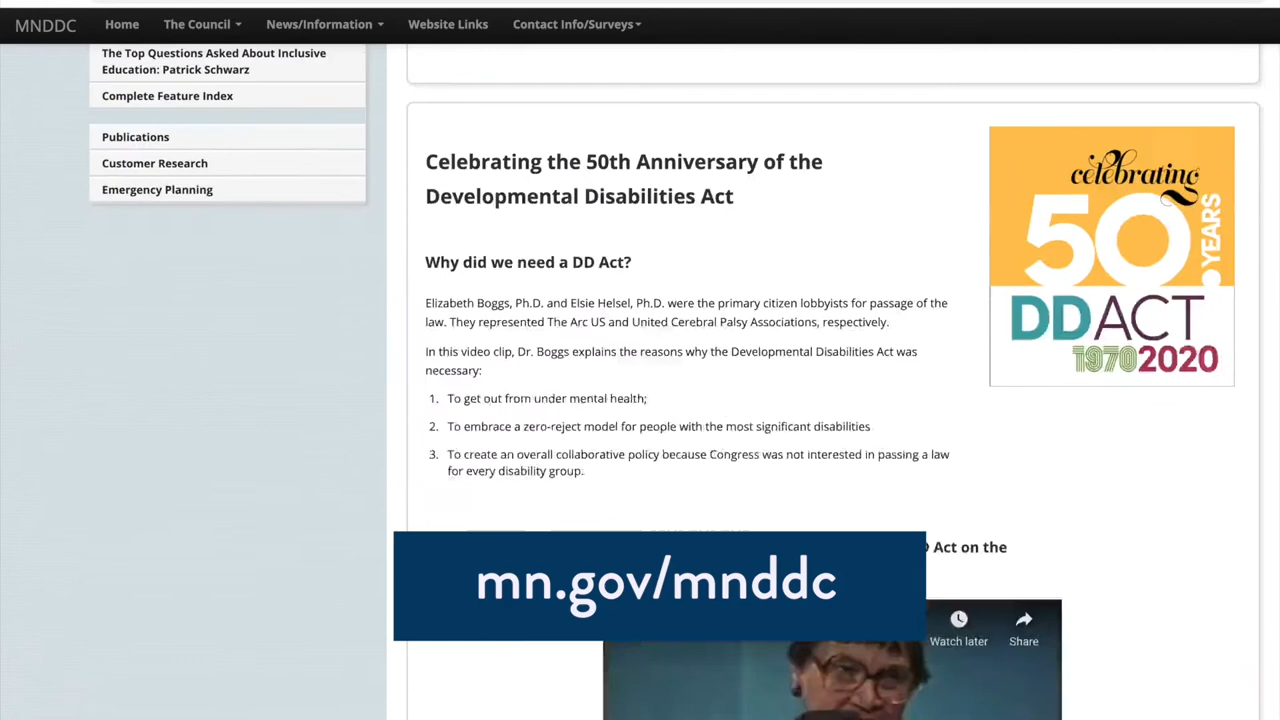 MNDDC Home The Council News/Information Website Links Contact Info/Surveys
The Top Questions Asked About Inclusive
Education: Patrick Schwarz
Complete Feature Index
Publications
Customer Research
Emergency Planning
Celebrating the 50th Anniversary of the
Developmental Disabilities Act
Why did we need a DD Act?
Elizabeth Boggs, Ph.D. and Elsie Helsel, Ph.D. were the primary citizen lobbyists for passage of the
law. They represented The Arc US and United Cerebral Palsy Associations, respectively.
In this video clip, Dr. Boggs explains the reasons why the Developmental Disabilities Act was
necessary:
1. To get out from under mental health;
2. To embrace a zero-reject model for people with the most significant disabilities
3. To create an overall collaborative policy because Congress was not interested in passing a law
for every disability group.
celebrating
50 YEARS
DD ACT
1970 2020
Act on the
mn.gov/mnddc
Watch later Share